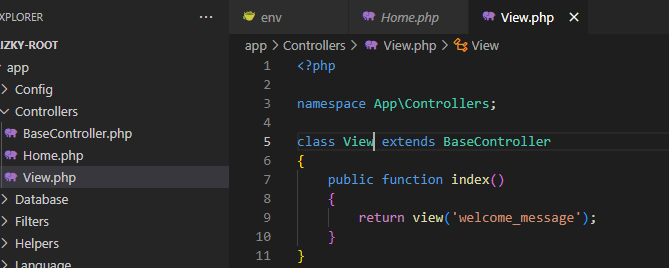 EXPLORER
env
Home.php
View.php
IZKY-ROOT
app > Controllers > View.php > View
app
Config
Controllers
BaseController.php
Home.php
View.php
Database
Filters
Helpers
Language
1 <?php
2
3 namespace App\Controllers;
4
5 class View extends BaseController
6 {
7     public function index()
8     {
9         return view('welcome_message');
10     }
11 }